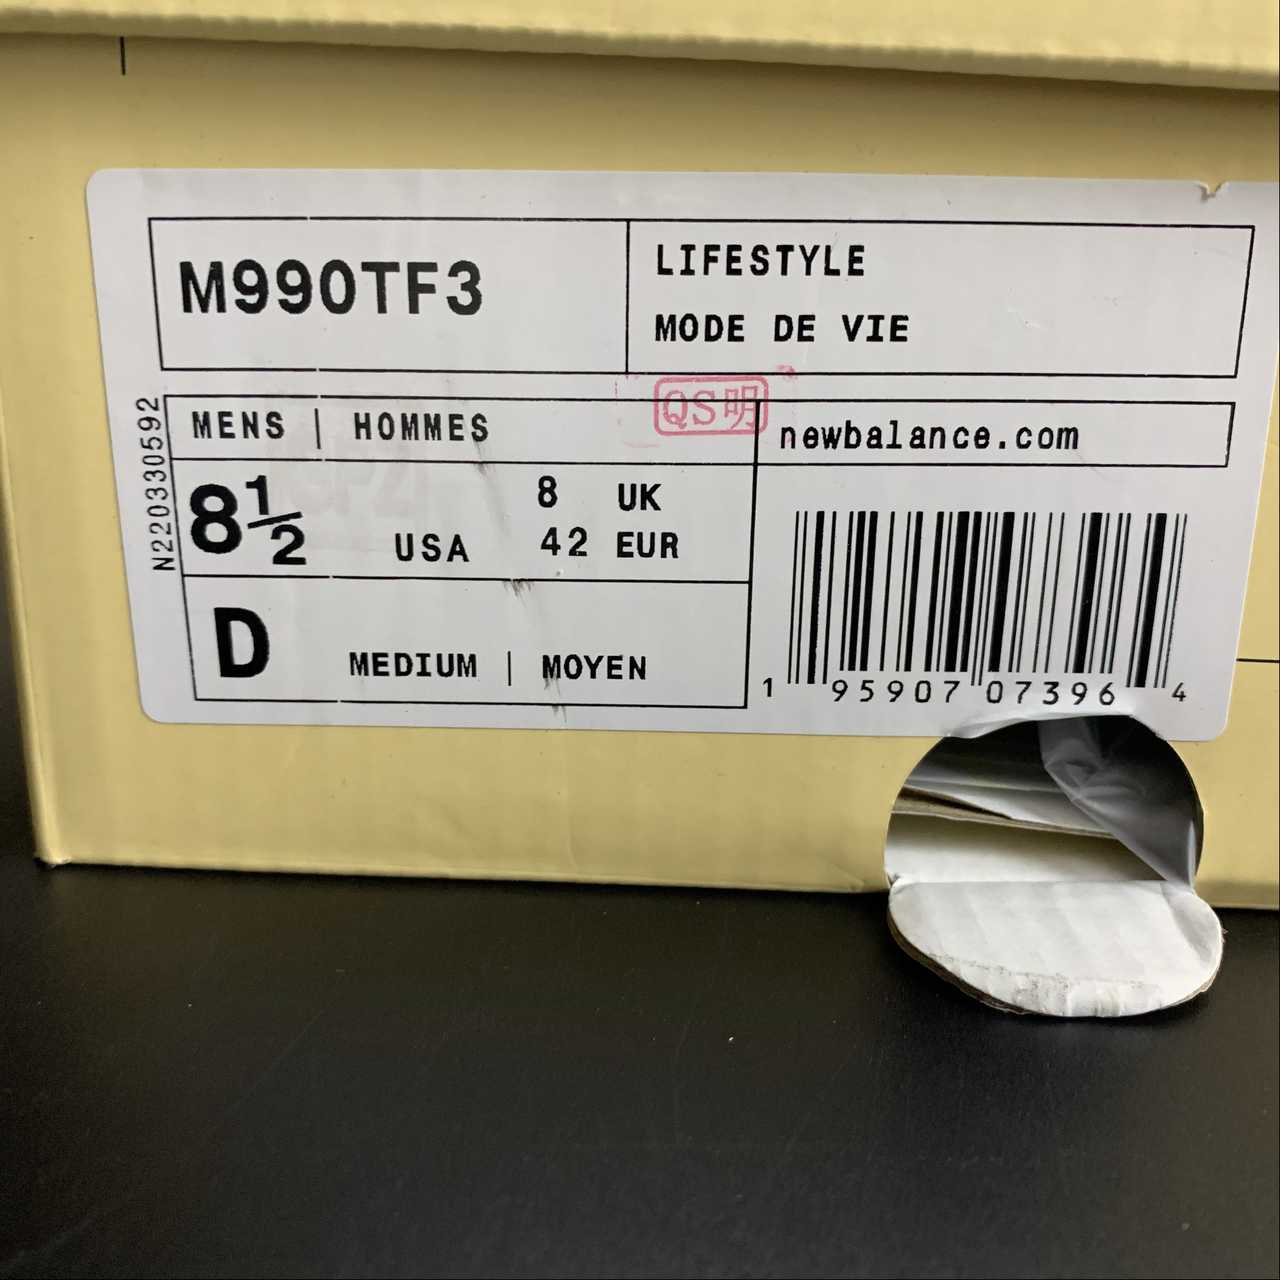 M990TF3
LIFESTYLE
MODE DE VIE
N220330592
MENS | HOMMES
QS明
newbalance.com
8½ USA
8 UK
42 EUR
D MEDIUM | MOYEN
1 95907 07396 4